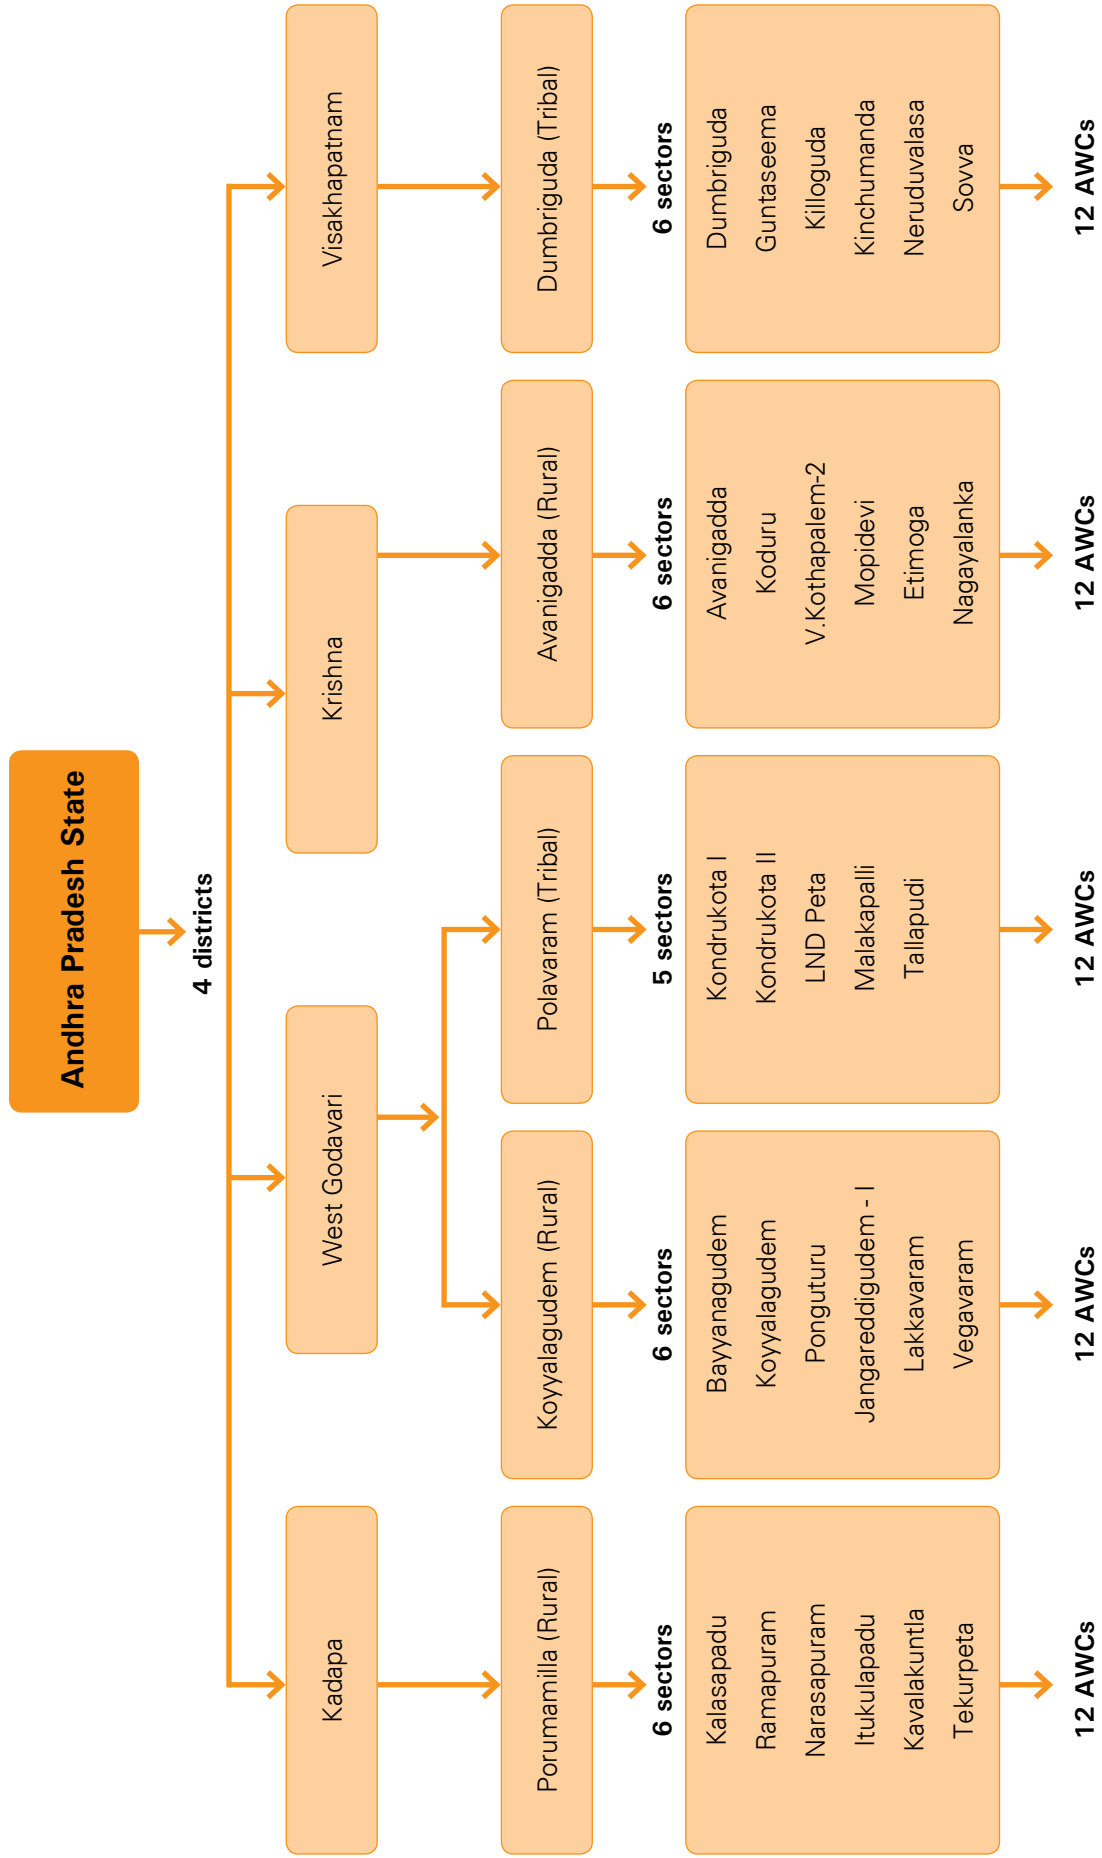 Andhra Pradesh State
4 districts
Kadapa
West Godavari
Krishna
Visakhapatnam
Porumamilla (Rural)
Koyyalagudem (Rural)
Polavaram (Tribal)
Avanigadda (Rural)
Dumbriguda (Tribal)
6 sectors
6 sectors
5 sectors
6 sectors
6 sectors
Kalasapadu
Ramapuram
Narasapuram
Itukulapadu
Kavalakuntla
Tekurpeta
Bayyanagudem
Koyyalagudem
Ponguturu
Jangareddigudem - I
Lakkavaram
Vegavaram
Kondrukota I
Kondrukota II
LND Peta
Malakapalli
Tallapudi
Avanigadda
Koduru
V.Kothapalem-2
Mopidevi
Etimoga
Nagayalanka
Dumbriguda
Guntaseema
Killoguda
Kinchumanda
Neruduvalasa
Sovva
12 AWCs
12 AWCs
12 AWCs
12 AWCs
12 AWCs